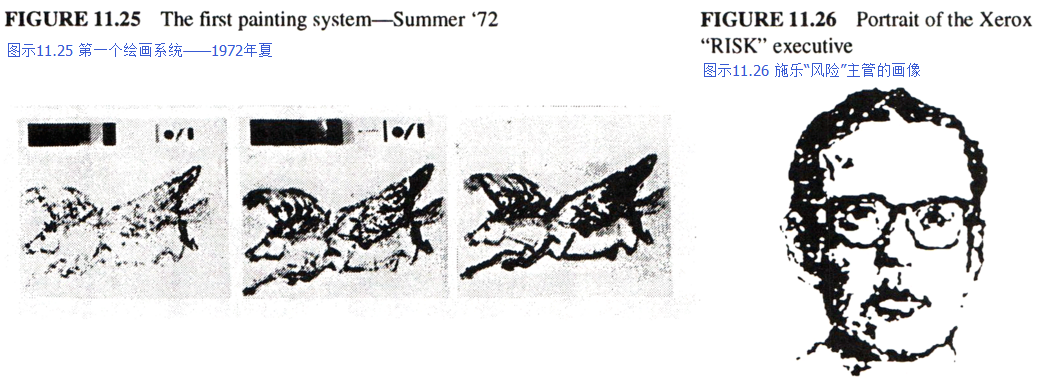 FIGURE 11.25 The first painting system—Summer ‘72
图示11.25 第一个绘画系统——1972年夏
FIGURE 11.26 Portrait of the Xerox
“RISK” executive
图示11.26 施乐“风险”主管的画像